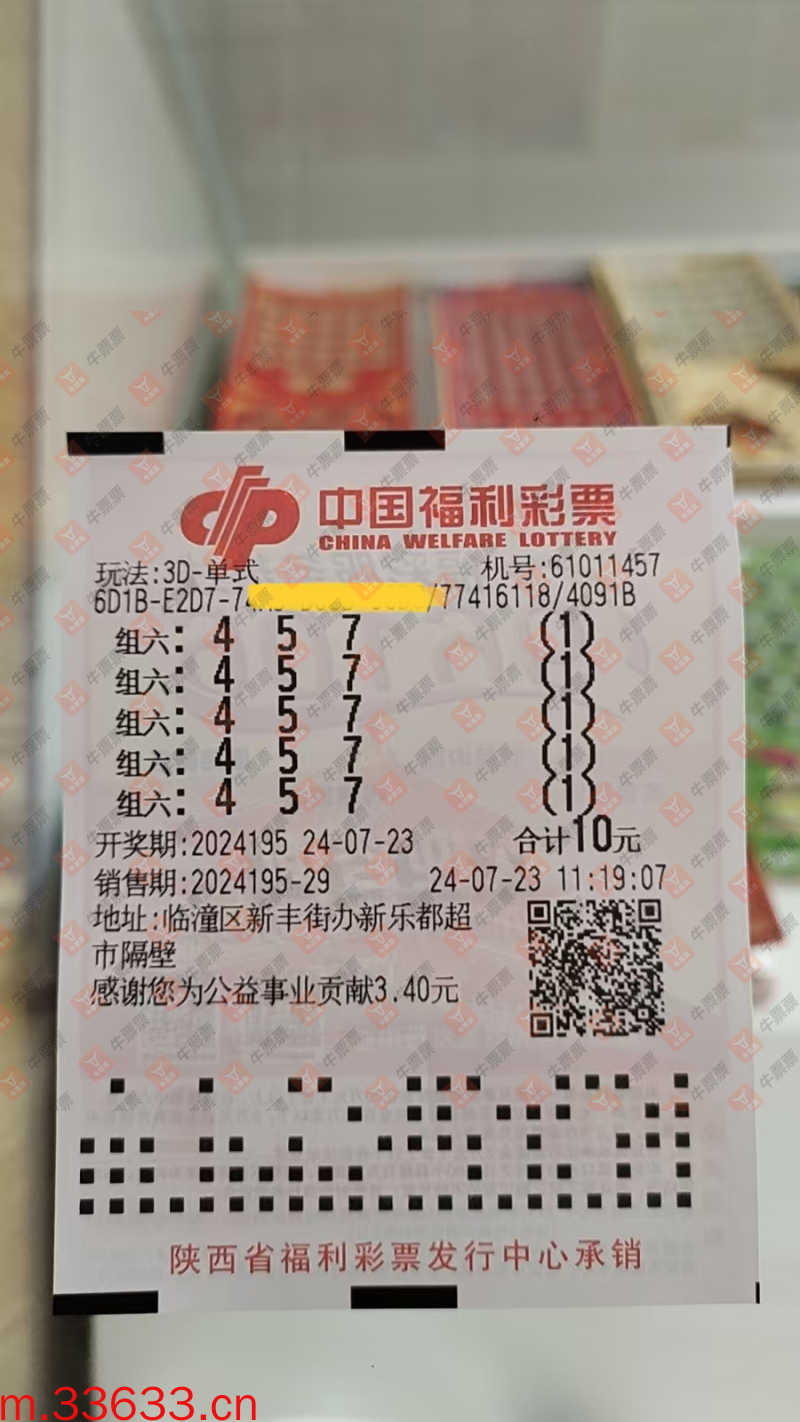 中国福利彩票
CHINA WELFARE LOTTERY
玩法:3D-单式 机号:61011457
6D1B-E2D7-74 /77416118/4091B
组六: 4 5 7 (1)
组六: 4 5 7 (1)
组六: 4 5 7 (1)
组六: 4 5 7 (1)
组六: 4 5 7 (1)
开奖期:2024195 24-07-23 合计10元
销售期:2024195-29 24-07-23 11:19:07
地址:临潼区新丰街办新乐都超
市隔壁
感谢您为公益事业贡献3.40元
陕西省福利彩票发行中心承销
m.33633.cn
牛票票